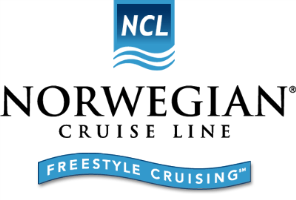 NCL
NORWEGIAN®
CRUISE LINE
FREESTYLE CRUISING℠